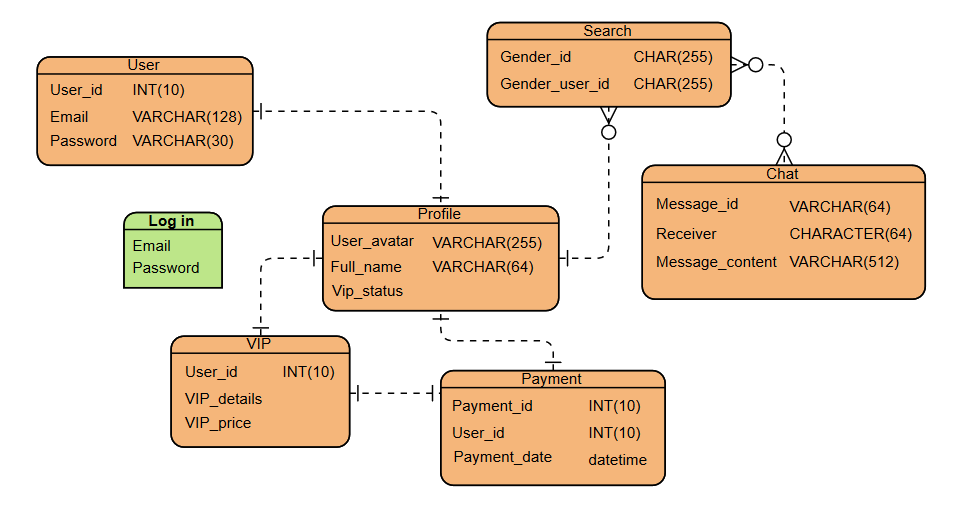 User
User_id INT(10)
Email VARCHAR(128)
Password VARCHAR(30)
Search
Gender_id CHAR(255)
Gender_user_id CHAR(255)
Chat
Message_id VARCHAR(64)
Receiver CHARACTER(64)
Message_content VARCHAR(512)
Log in
Email
Password
Profile
User_avatar VARCHAR(255)
Full_name VARCHAR(64)
Vip_status
VIP
User_id INT(10)
VIP_details
VIP_price
Payment
Payment_id INT(10)
User_id INT(10)
Payment_date datetime